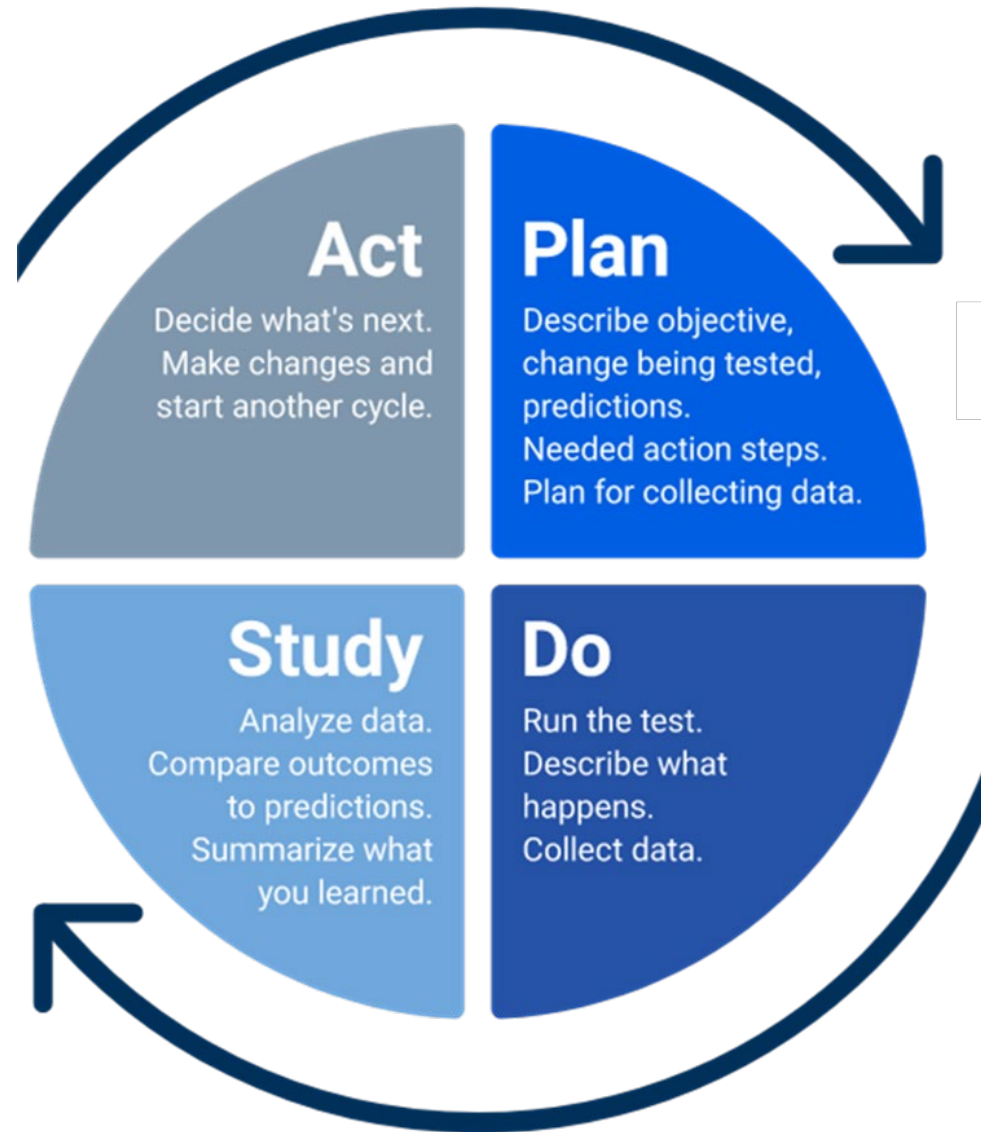 Act
Decide what's next.
Make changes and
start another cycle.
Plan
Describe objective,
change being tested,
predictions.
Needed action steps.
Plan for collecting data.
Study
Analyze data.
Compare outcomes
to predictions.
Summarize what
you learned.
Do
Run the test.
Describe what
happens.
Collect data.